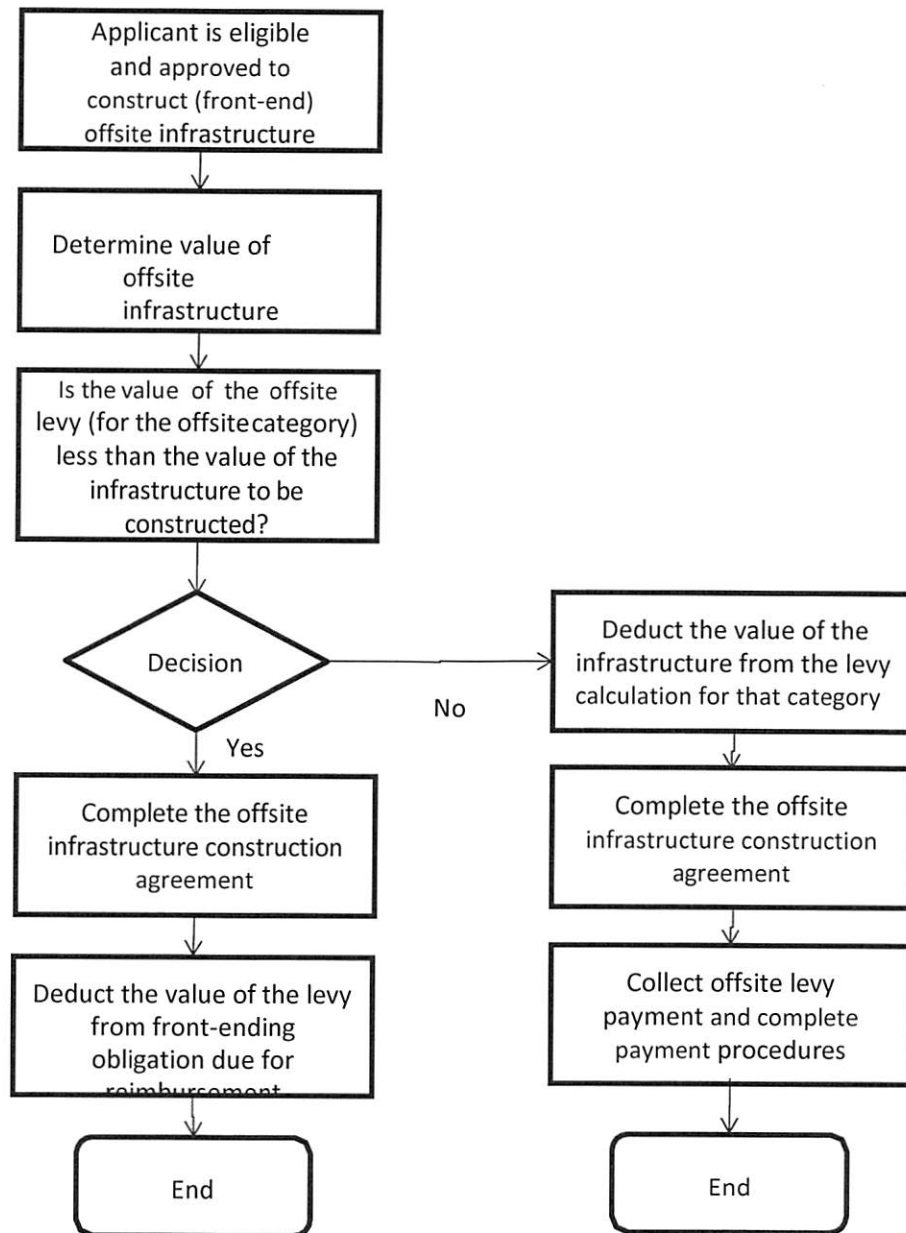 Applicant is eligible
and approved to
construct (front-end)
offsite infrastructure
Determine value of
offsite
infrastructure
Is the value of the offsite
levy (for the offsite category)
less than the value of the
infrastructure to be
constructed?
Decision
No
Yes
Deduct the value of the
infrastructure from the levy
calculation for that category
Complete the offsite
infrastructure construction
agreement
Complete the offsite
infrastructure construction
agreement
Deduct the value of the levy
from front-ending
obligation due for
reimbursement
Collect offsite levy
payment and complete
payment procedures
End
End